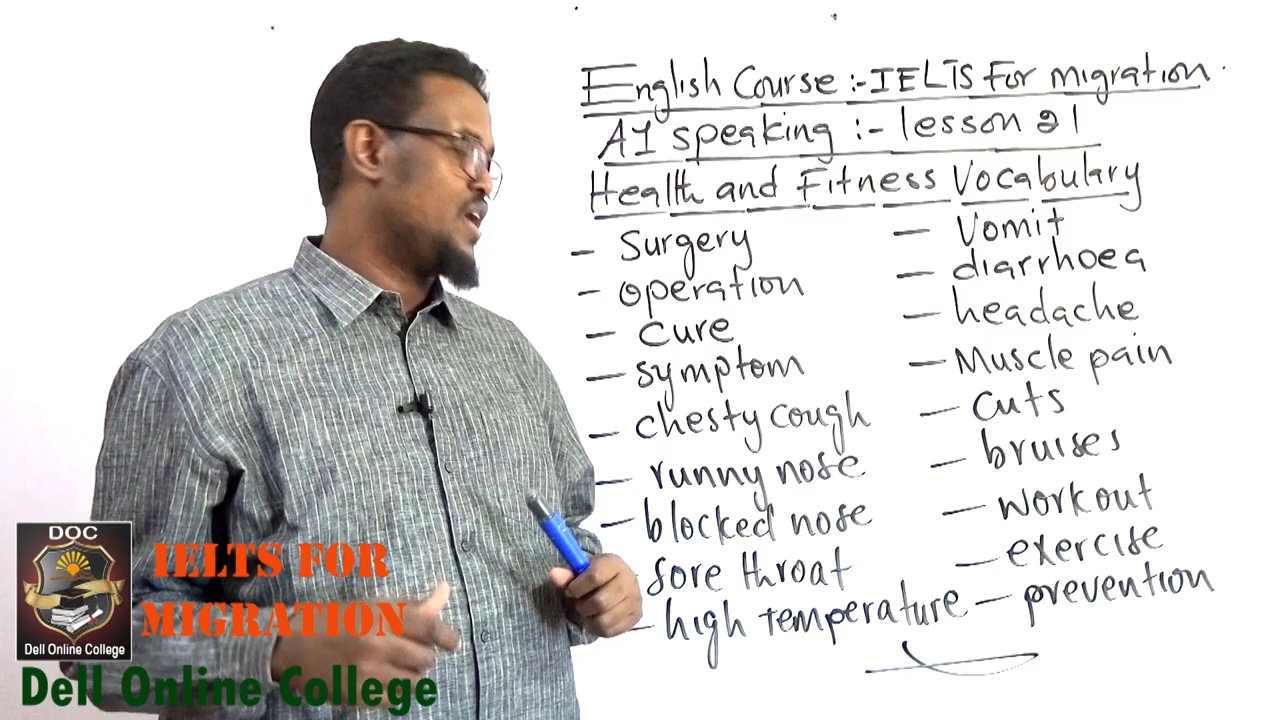 English Course :- IELTS For migration.
A1 speaking :- lesson 21
Health and Fitness Vocabulary
- Surgery
- operation
- cure
- symptom
- chesty cough
- runny nose
- blocked nose
- sore throat
- high temperature
- Vomit
- diarrhoea
- headache
- Muscle pain
- cuts
- bruises
- workout
- exercise
- prevention
DOC
Dell Online College
IELTS FOR
MIGRATION
Dell Online College